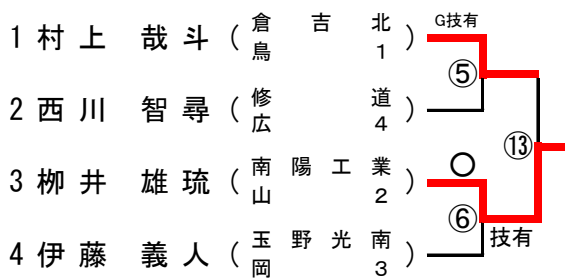 1 村上 哉斗 (倉吉北 鳥1) G技有
⑤
2 西川 智尋 (修道 広4)
⑬
3 栁井 雄琉 (南陽工業 山2) ○
⑥ 技有
4 伊藤 義人 (玉野光南 岡3)